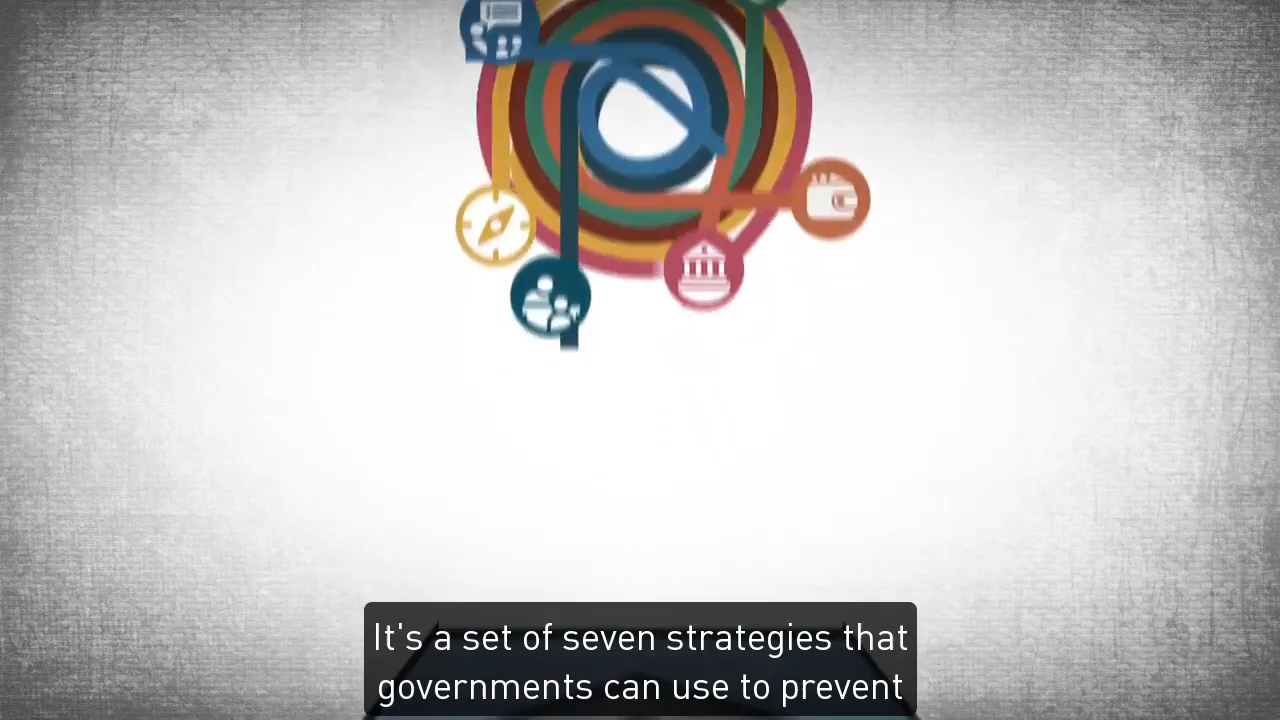 It's a set of seven strategies that
governments can use to prevent